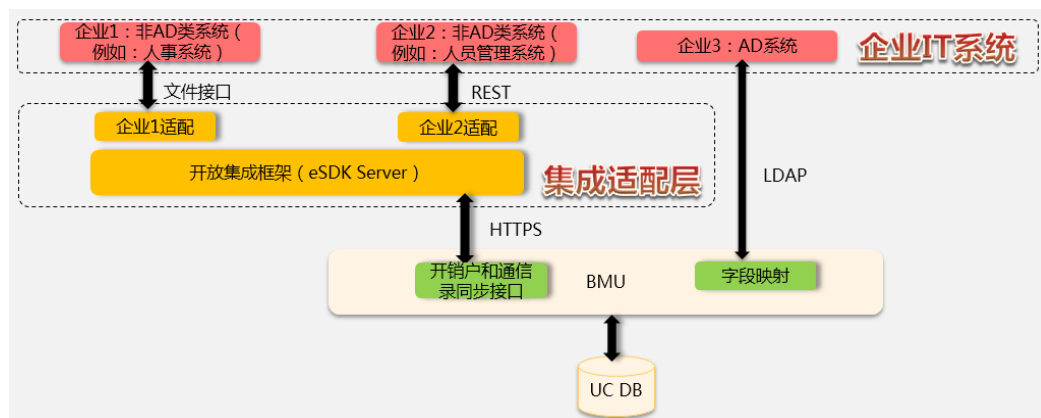 企业1：非AD类系统（
例如：人事系统）
企业2：非AD类系统（
例如：人员管理系统）
企业3：AD系统
企业IT系统
文件接口
REST
企业1适配
企业2适配
开放集成框架（eSDK Server）
集成适配层
LDAP
HTTPS
开销户和通信
录同步接口
BMU
字段映射
UC DB